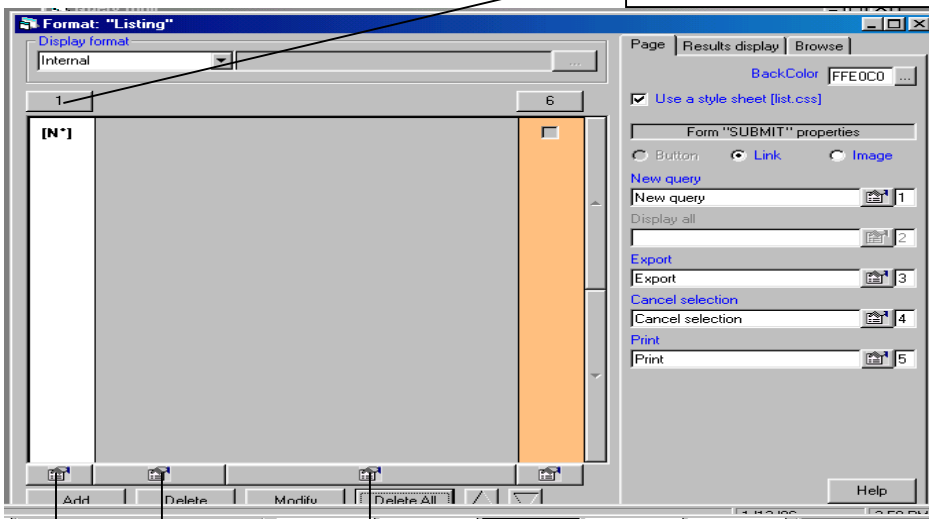 Format: "Listing"
Display format
Internal
...
1
6
[N°]
Add
Delete
Modify
Delete All
Page
Results display
Browse
BackColor
FFE0C0
...
Use a style sheet [list.css]
Form "SUBMIT" properties
Button
Link
Image
New query
New query
1
Display all
2
Export
Export
3
Cancel selection
Cancel selection
4
Print
Print
5
Help